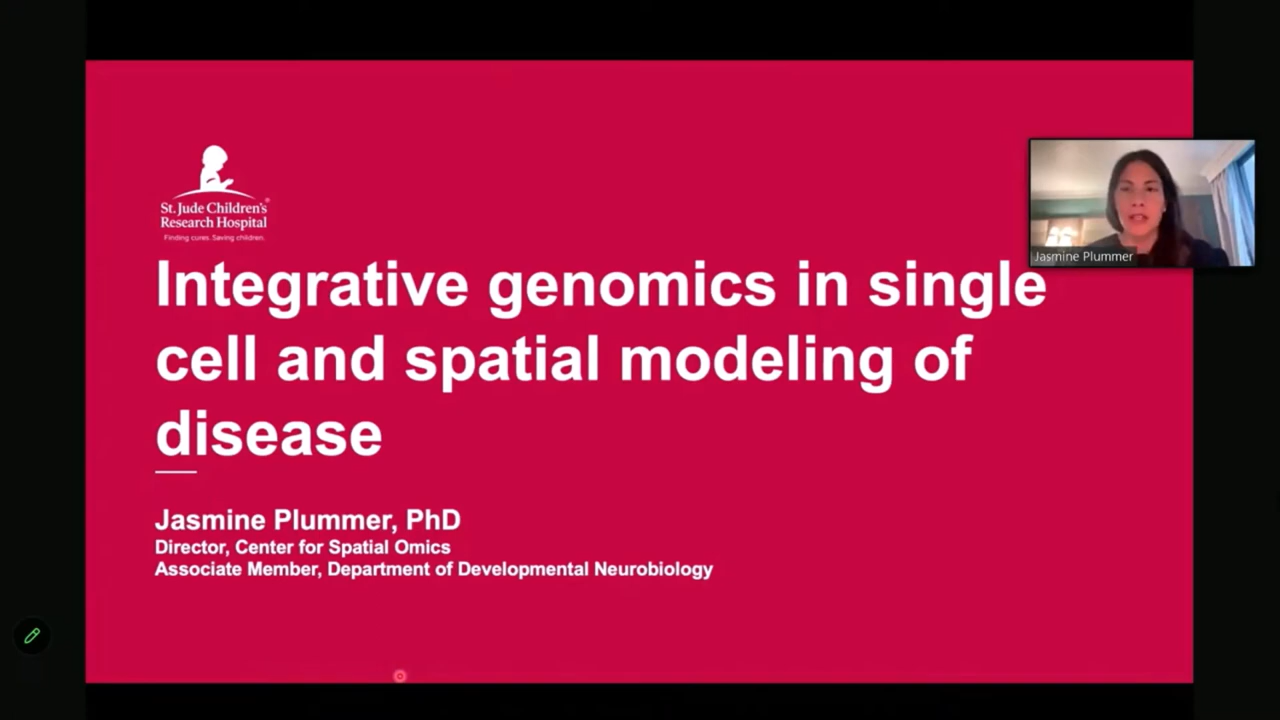 St. Jude Children's
Research Hospital
Finding cures. Saving children.
Integrative genomics in single
cell and spatial modeling of
disease
Jasmine Plummer, PhD
Director, Center for Spatial Omics
Associate Member, Department of Developmental Neurobiology
Jasmine Plummer